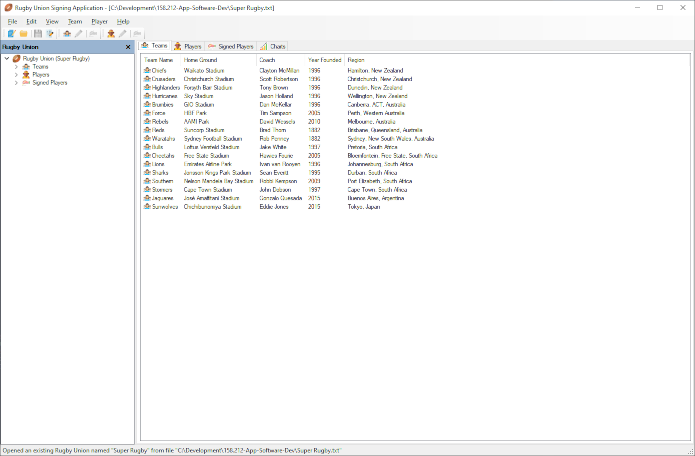 Rugby Union Signing Application - [C:\Development\158.212-App-Software-Dev\Super Rugby.txt]
File Edit View Team Player Help
Rugby Union
Teams Players Signed Players Charts
Rugby Union (Super Rugby)
Teams
Players
Signed Players
Team Name Home Ground Coach Year Founded Region
Chiefs Waikato Stadium Clayton McMillan 1996 Hamilton, New Zealand
Crusaders Christchurch Stadium Scott Robertson 1996 Christchurch, New Zealand
Highlanders Forsyth Barr Stadium Tony Brown 1996 Dunedin, New Zealand
Hurricanes Sky Stadium Jason Holland 1996 Wellington, New Zealand
Brumbies GIO Stadium Dan McKellar 1996 Canberra, ACT, Australia
Force HBF Park Tim Sampson 2005 Perth, Western Australia
Rebels AAMI Park David Wessels 2010 Melbourne, Australia
Reds Suncorp Stadium Brad Thorn 1882 Brisbane, Queensland, Australia
Waratahs Sydney Football Stadium Rob Penney 1882 Sydney, New South Wales, Australia
Bulls Loftus Versfeld Stadium Jake White 1997 Pretoria, South Africa
Cheetahs Free State Stadium Hawies Fourie 2005 Bloemfontein, Free State, South Africa
Lions Emirates Airline Park Ivan van Rooyen 1996 Johannesburg, South Africa
Sharks Jonsson Kings Park Stadium Sean Everitt 1995 Durban, South Africa
Southern Nelson Mandela Bay Stadium Robbi Kempson 2009 Port Elizabeth, South Africa
Stormers Cape Town Stadium John Dobson 1997 Cape Town, South Africa
Jaguares José Amalfitani Stadium Gonzalo Quesada 2015 Buenos Aires, Argentina
Sunwolves Chichibunomiya Stadium Eddie Jones 2015 Tokyo, Japan
Opened an existing Rugby Union named "Super Rugby" from file "C:\Development\158.212-App-Software-Dev\Super Rugby.txt"